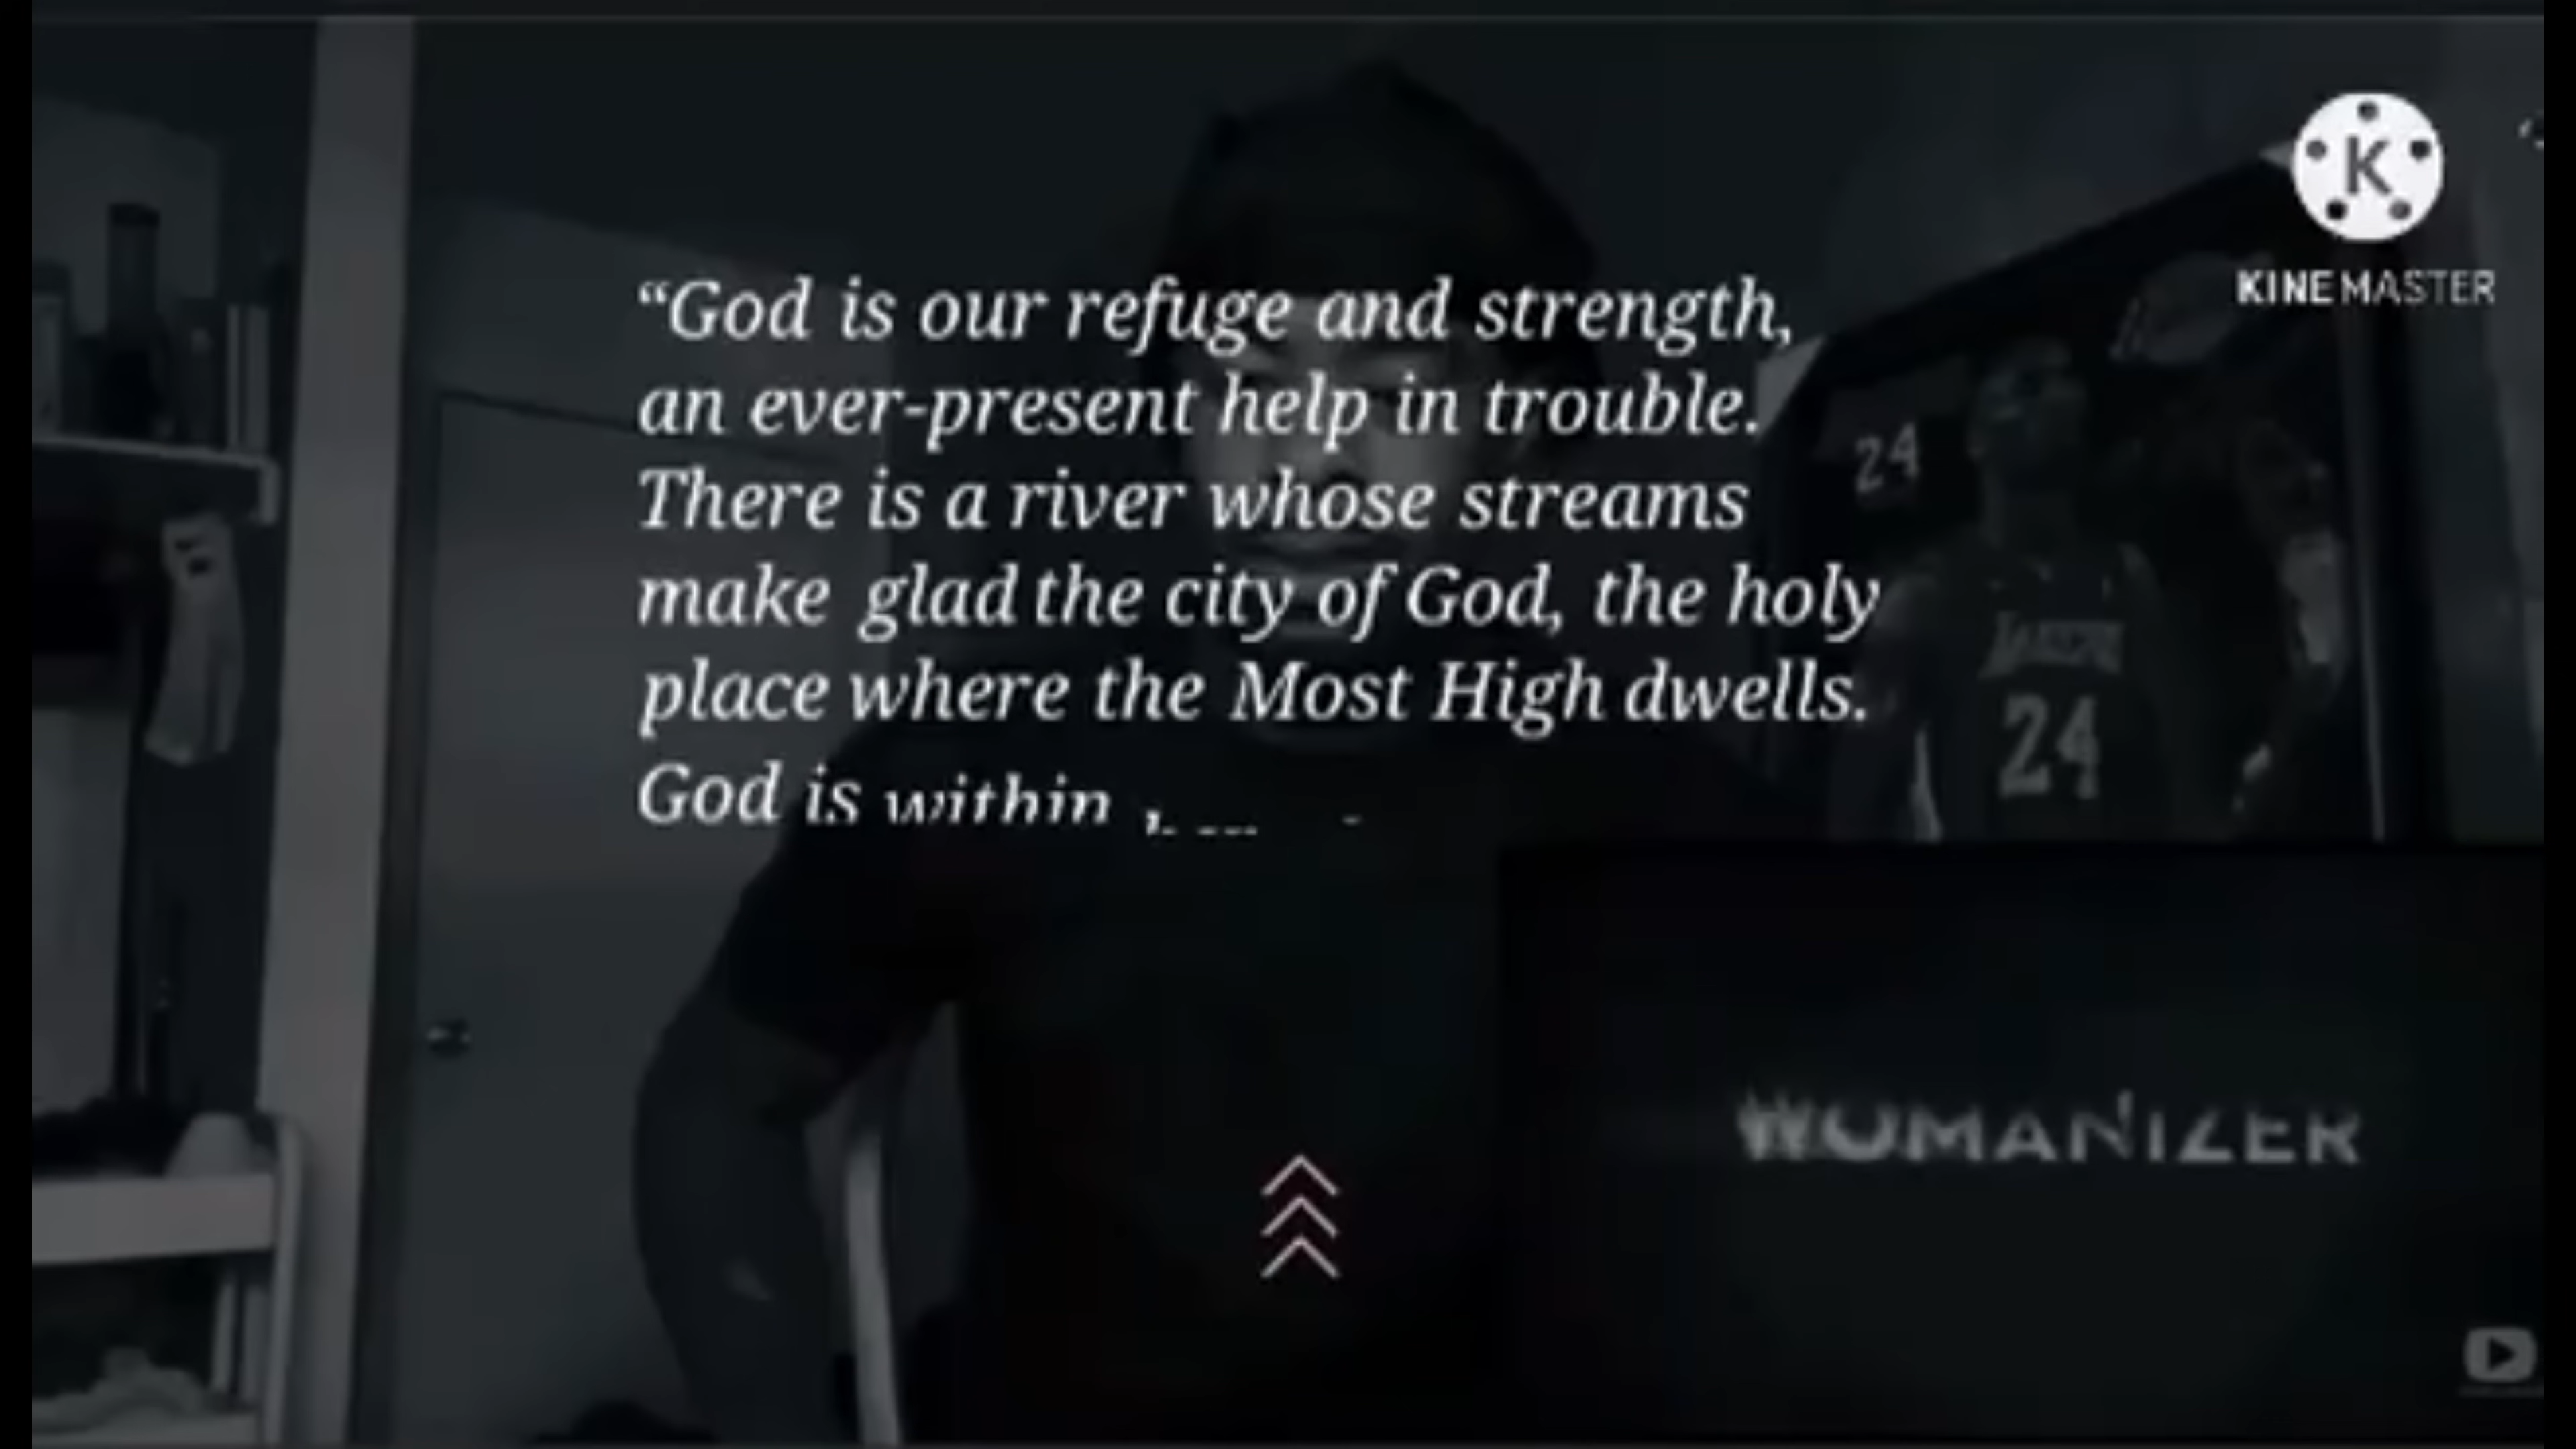 KINEMASTER
“God is our refuge and strength,
an ever-present help in trouble.
There is a river whose streams
make glad the city of God, the holy
place where the Most High dwells.
God is within
24
LAKERS
24
WOMANIZER